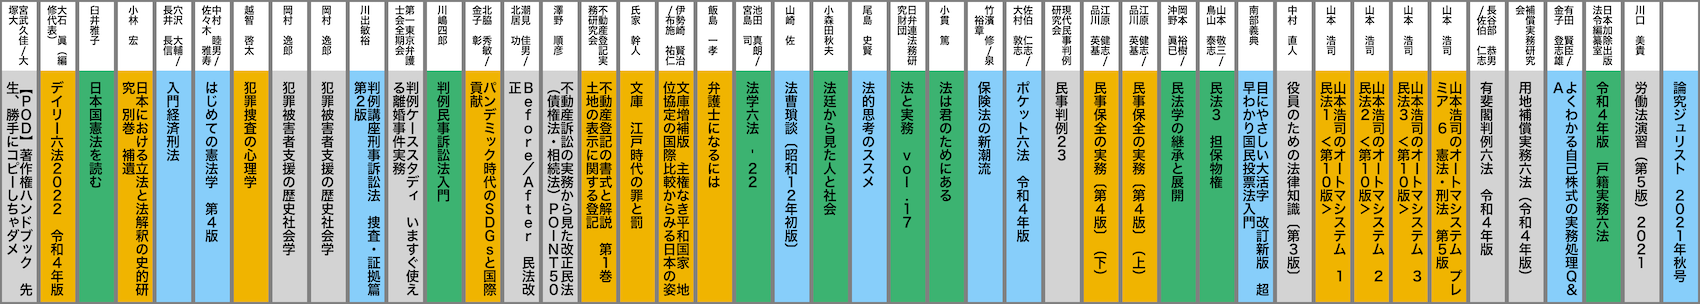 論究ジュリスト 2021年秋号
川口 美貴
労働法演習(第5版)2021
日本加除出版
法令編纂室
令和4年版 戸籍実務六法
有田 賢臣/
金子 登志雄
よくわかる自己株式の実務処理Q&
A
補償実務研究
会
用地補償実務六法(令和4年版)
長谷部 恭男
/佐伯 仁志
有斐閣判例六法 令和4年版
山本 浩司
山本浩司のオートマシステム プレ
ミア 6 憲法・刑法 第5版
山本 浩司
山本浩司のオートマシステム 3
民法3 <第10版>
山本 浩司
山本浩司のオートマシステム 2
民法2 <第10版>
山本 浩司
山本浩司のオートマシステム 1
民法1 <第10版>
中村 直人
役員のための法律知識(第3版)
南部義典
目にやさしい大活字 改訂新版 超
早わかり国民投票法入門
山本 敬三/
鳥山 泰志
民法3 担保物権
岡本 裕樹/
沖野 眞已
民法学の継承と展開
江原 健志/
品川 英基
民事保全の実務(第4版)(上)
江原 健志/
品川 英基
民事保全の実務(第4版)(下)
現代民事判例
研究会
民事判例23
佐伯 仁志/
大村 敦志
ポケット六法 令和4年版
竹濱 修/泉
裕章
保険法の新潮流
小貫 篤
法は君のためにある
日弁連法務研
究財団
法と実務 vol.17
尾島 史賢
法的思考のススメ
小森田秋夫
法廷から見た人と社会
山崎 佐
法曹瑣談(昭和12年初版)
池田 真朗/
宮島 司
法学六法 '22
飯島 一孝
弁護士になるには
伊勢崎 賢治
/布施 祐仁
文庫増補版 主権なき平和国家 地
位協定の国際比較からみる日本の姿
氏家 幹人
文庫 江戸時代の罪と罰
不動産登記実
務研究会
不動産登記の書式と解説 第1巻
土地の表示に関する登記
澤野 順彦
不動産訴訟の実務から見た改正民法
(債権法・相続法)POINT50
潮見 佳男/
北居 功
Before/After 民法改
正
北脇 秀敏/
金子 彰
パンデミック時代のSDGsと国際
貢献
川嶋四郎
判例民事訴訟法入門
第一東京弁護
士会全期会
判例ケーススタディ いますぐ使え
る離婚事件実務
川出敏裕
判例講座刑事訴訟法 捜査・証拠篇
第2版
岡村 逸郎
犯罪被害者支援の歴史社会学
岡村 逸郎
犯罪被害者支援の歴史社会学
越智 啓太
犯罪捜査の心理学
中村 睦男/
佐々木 雅寿
はじめての憲法学 第4版
穴沢 大輔/
長井 長信
入門経済刑法
小林 宏
日本における立法と法解釈の史的研
究 別巻 補遺
臼井雅子
日本国憲法を読む
大石 眞(編
修代表)
デイリー六法2022 令和4年版
宮武久佳/大
塚大
【POD】著作権ハンドブック 先
生、勝手にコピーしちゃダメ